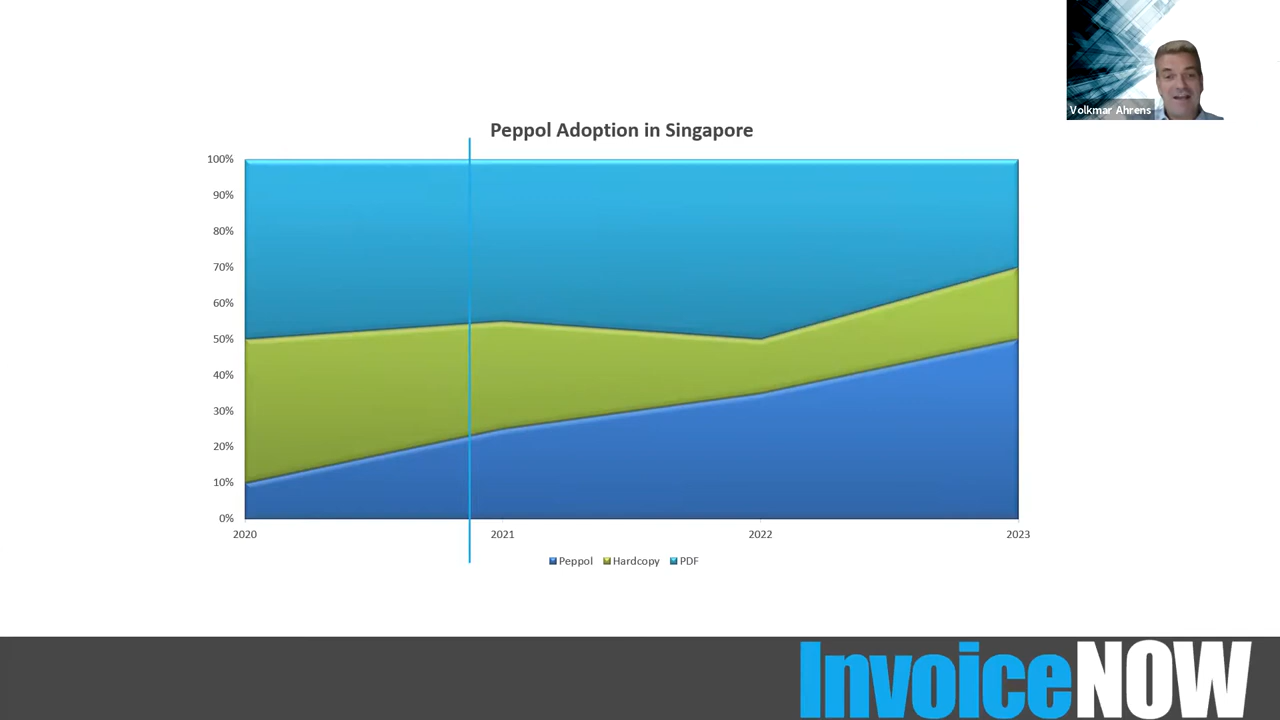 Volkmar Ahrens
Peppol Adoption in Singapore
100%
90%
80%
70%
60%
50%
40%
30%
20%
10%
0%
2020 2021 2022 2023
Peppol Hardcopy PDF
InvoiceNOW